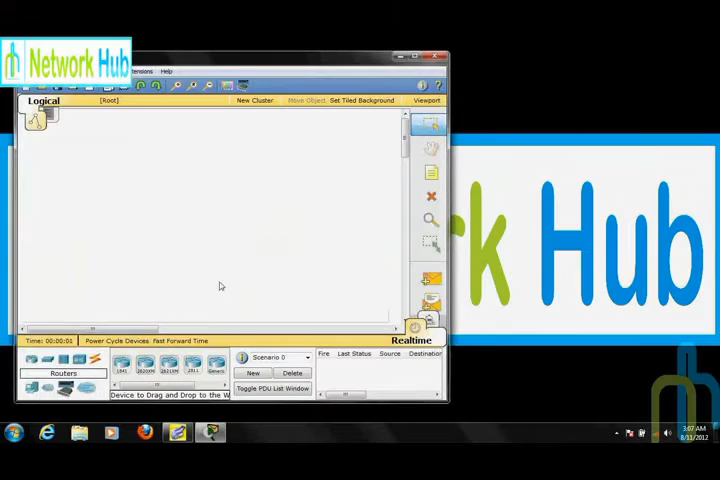 Network Hub
tensions Help
Logical [Root] New Cluster Move Object Set Tiled Background Viewport
rk Hub
Time: 00:00:01 Power Cycle Devices Fast Forward Time Realtime
Routers
1841 2620XM 2621XM 2811 Generic
Device to Drag and Drop to the W
Scenario 0
New Delete
Toggle PDU List Window
Fire Last Status Source Destination
3:07 AM
8/11/2012